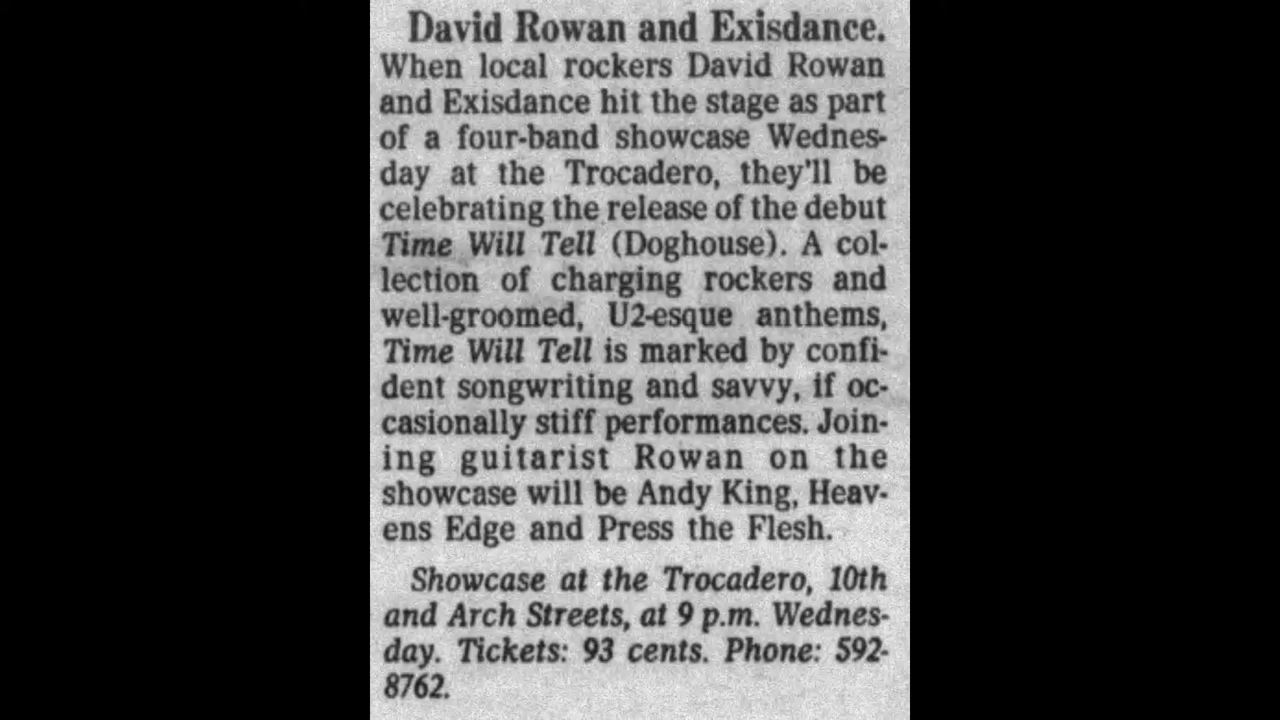 David Rowan and Exisdance.
When local rockers David Rowan
and Exisdance hit the stage as part
of a four-band showcase Wednes-
day at the Trocadero, they'll be
celebrating the release of the debut
Time Will Tell (Doghouse). A col-
lection of charging rockers and
well-groomed, U2-esque anthems,
Time Will Tell is marked by confi-
dent songwriting and savvy, if oc-
casionally stiff performances. Join-
ing guitarist Rowan on the
showcase will be Andy King, Heav-
ens Edge and Press the Flesh.
Showcase at the Trocadero, 10th
and Arch Streets, at 9 p.m. Wednes-
day. Tickets: 93 cents. Phone: 592-
8762.